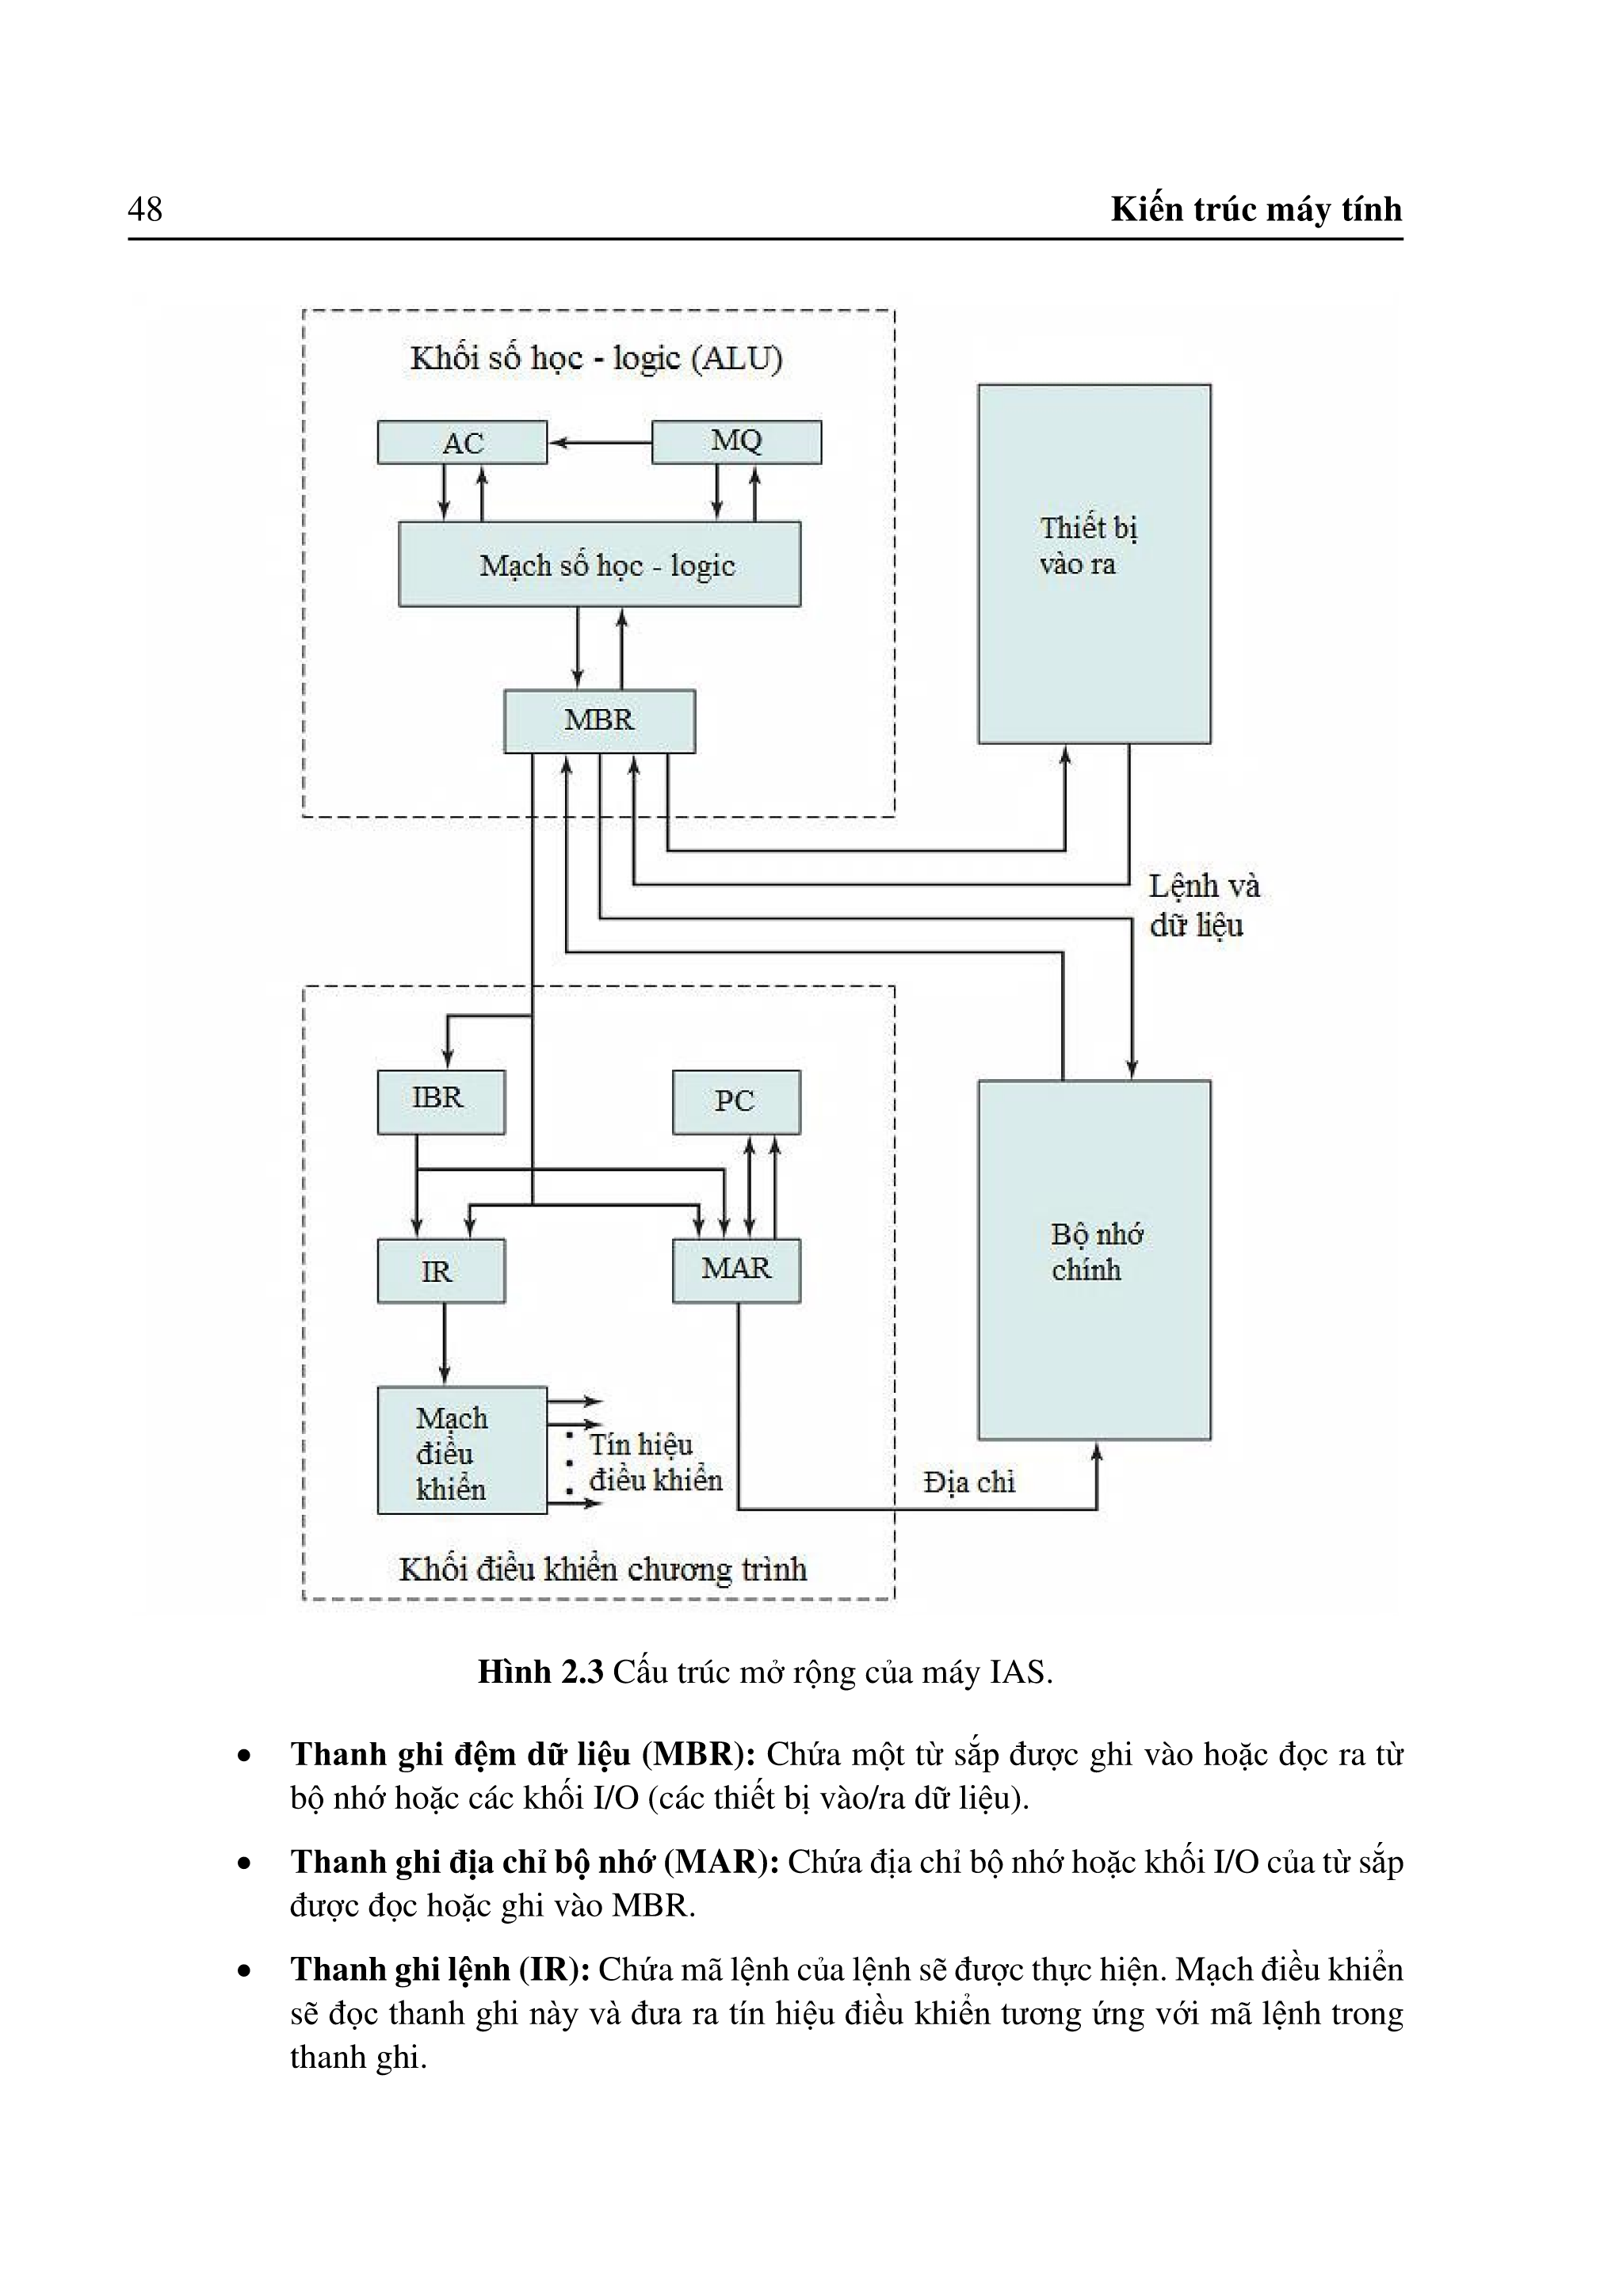 48
Kiến trúc máy tính
Khối số học - logic (ALU)
AC
MQ
Mạch số học - logic
MBR
Thiết bị
vào ra
Lệnh và
dữ liệu
IBR
PC
IR
MAR
Bộ nhớ
chính
Mạch
điều
khiển
Tín hiệu
điều khiển
Địa chỉ
Khối điều khiển chương trình
Hình 2.3 Cấu trúc mở rộng của máy IAS.
• Thanh ghi đệm dữ liệu (MBR): Chứa một từ sắp được ghi vào hoặc đọc ra từ
bộ nhớ hoặc các khối I/O (các thiết bị vào/ra dữ liệu).
• Thanh ghi địa chỉ bộ nhớ (MAR): Chứa địa chỉ bộ nhớ hoặc khối I/O của từ sắp
được đọc hoặc ghi vào MBR.
• Thanh ghi lệnh (IR): Chứa mã lệnh của lệnh sẽ được thực hiện. Mạch điều khiển
sẽ đọc thanh ghi này và đưa ra tín hiệu điều khiển tương ứng với mã lệnh trong
thanh ghi.